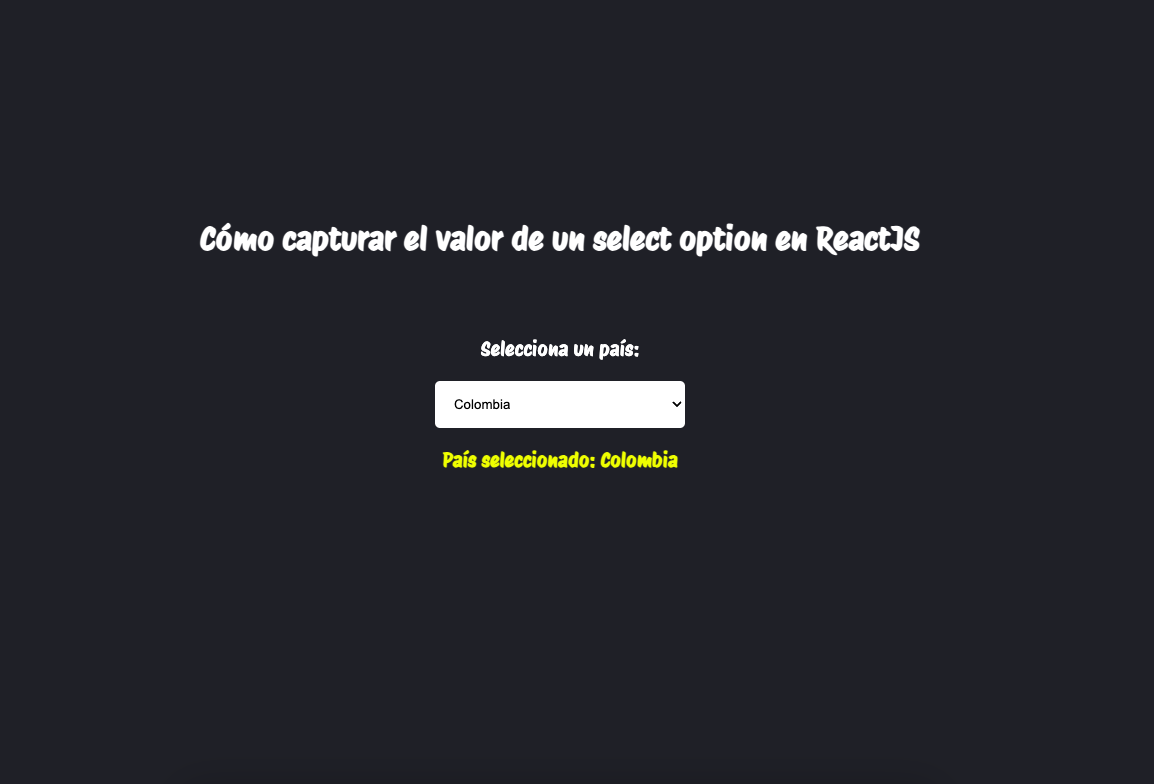 Cómo capturar el valor de un select option en ReactJS
Selecciona un país:
Colombia
País seleccionado: Colombia